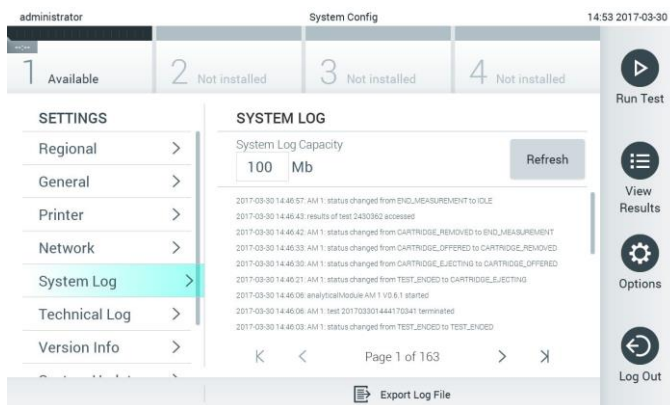 administrator System Config 14:53 2017-03-30
--:--
1 Available 2 Not installed 3 Not installed 4 Not installed
Run Test
SETTINGS
Regional
General
Printer
Network
System Log
Technical Log
Version Info
SYSTEM LOG
System Log Capacity
100 Mb
Refresh
2017-03-30 14:46:57: AM 1: status changed from END_MEASUREMENT to IDLE
2017-03-30 14:46:43: results of test 2430362 accessed
2017-03-30 14:46:42: AM 1: status changed from CARTRIDGE_REMOVED to END_MEASUREMENT
2017-03-30 14:46:33: AM 1: status changed from CARTRIDGE_OFFERED to CARTRIDGE_REMOVED
2017-03-30 14:46:30: AM 1: status changed from CARTRIDGE_EJECTING to CARTRIDGE_OFFERED
2017-03-30 14:46:21: AM 1: status changed from TEST_ENDED to CARTRIDGE_EJECTING
2017-03-30 14:46:06: analyticalModule AM 1 V0.6.1 started
2017-03-30 14:46:06: AM 1: test 2017033014441703​41 terminated
2017-03-30 14:46:03: AM 1: status changed from TEST_ENDED to TEST_ENDED
Page 1 of 163
Export Log File
View
Results
Options
Log Out